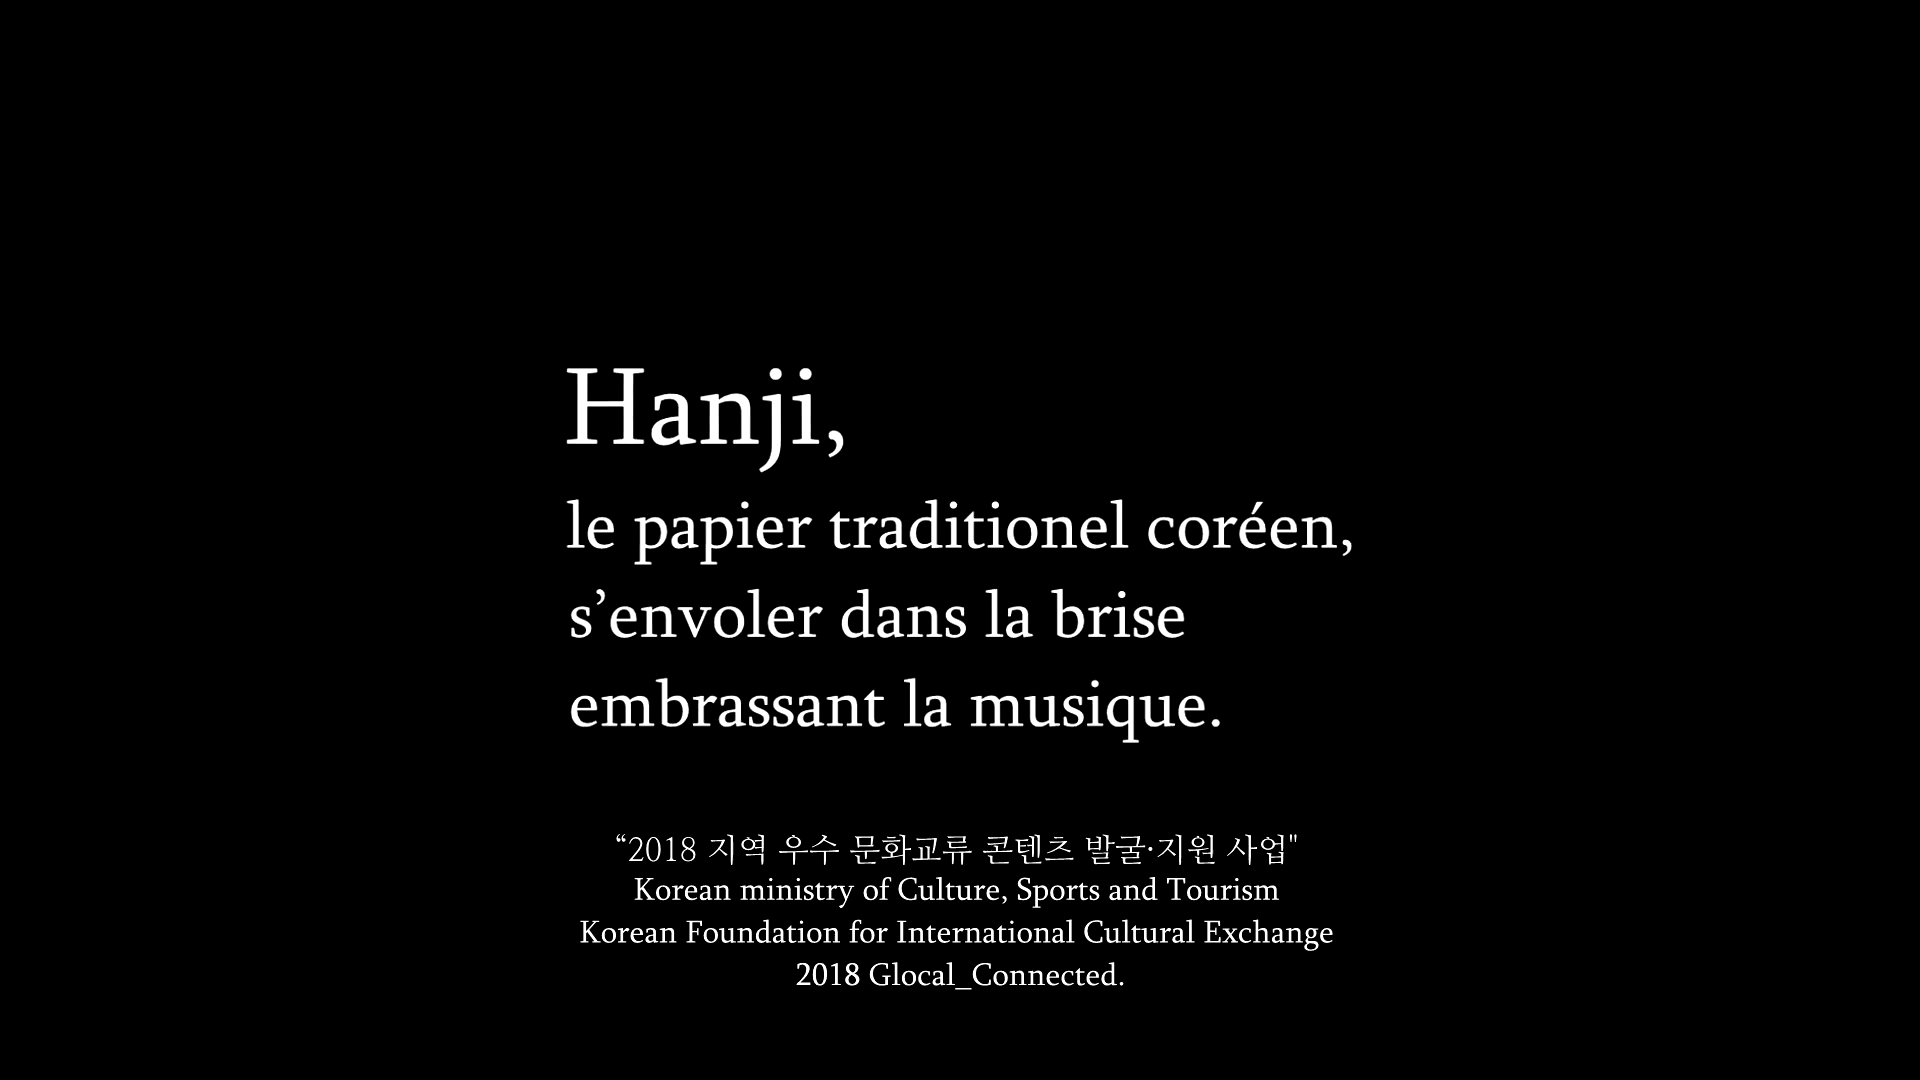 Hanji,
le papier traditionel coréen,
s’envoler dans la brise
embrassant la musique.
“2018 지역 우수 문화교류 콘텐츠 발굴·지원 사업"
Korean ministry of Culture, Sports and Tourism
Korean Foundation for International Cultural Exchange
2018 Glocal_Connected.